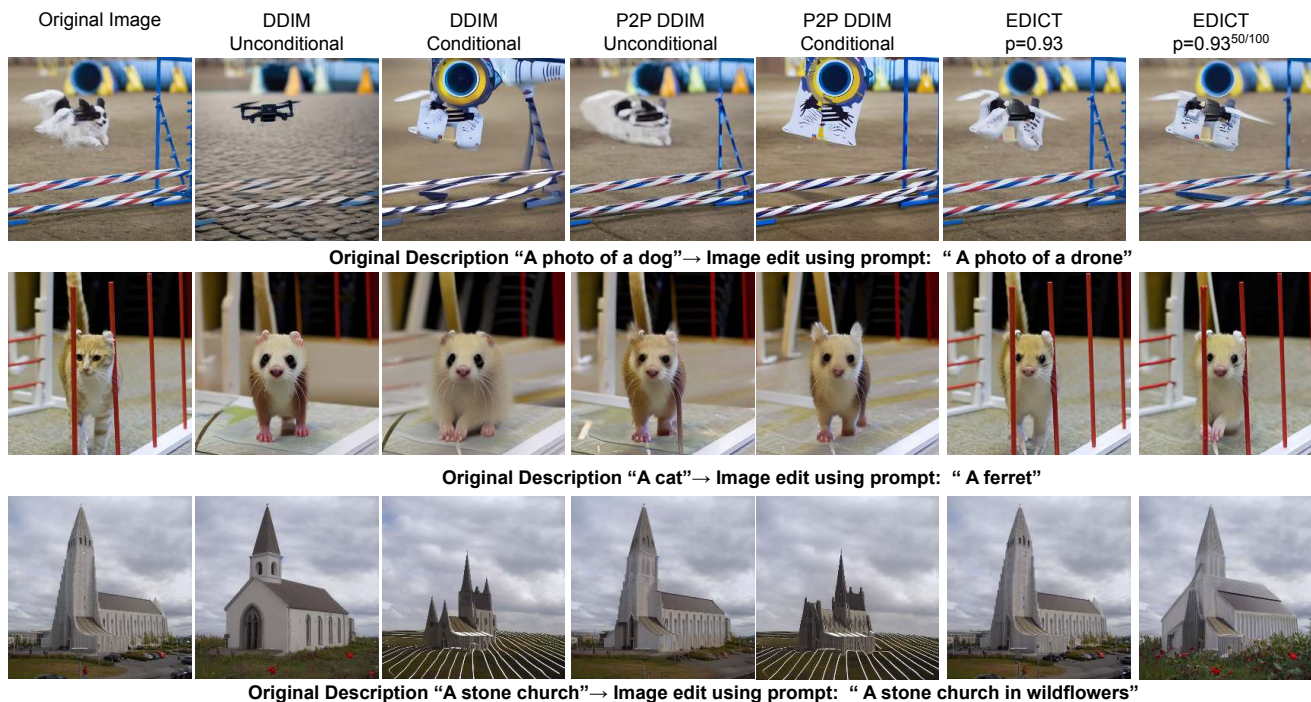 Original Image
DDIM
Unconditional
DDIM
Conditional
P2P DDIM
Unconditional
P2P DDIM
Conditional
EDICT
p=0.93
EDICT
p=0.93^50/100
Original Description “A photo of a dog”→ Image edit using prompt: “ A photo of a drone”
Original Description “A cat”→ Image edit using prompt: “ A ferret”
Original Description “A stone church”→ Image edit using prompt: “ A stone church in wildflowers”